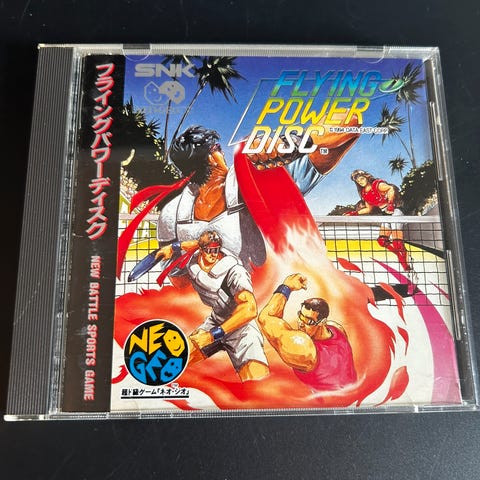 フライングパワーディスク
NEW BATTLE SPORTS GAME
SNK
FLYING
POWER
DISC™
©1994 DATA EAST CORP.
NEO
GEO
超ド級ゲーム「ネオ・ジオ」